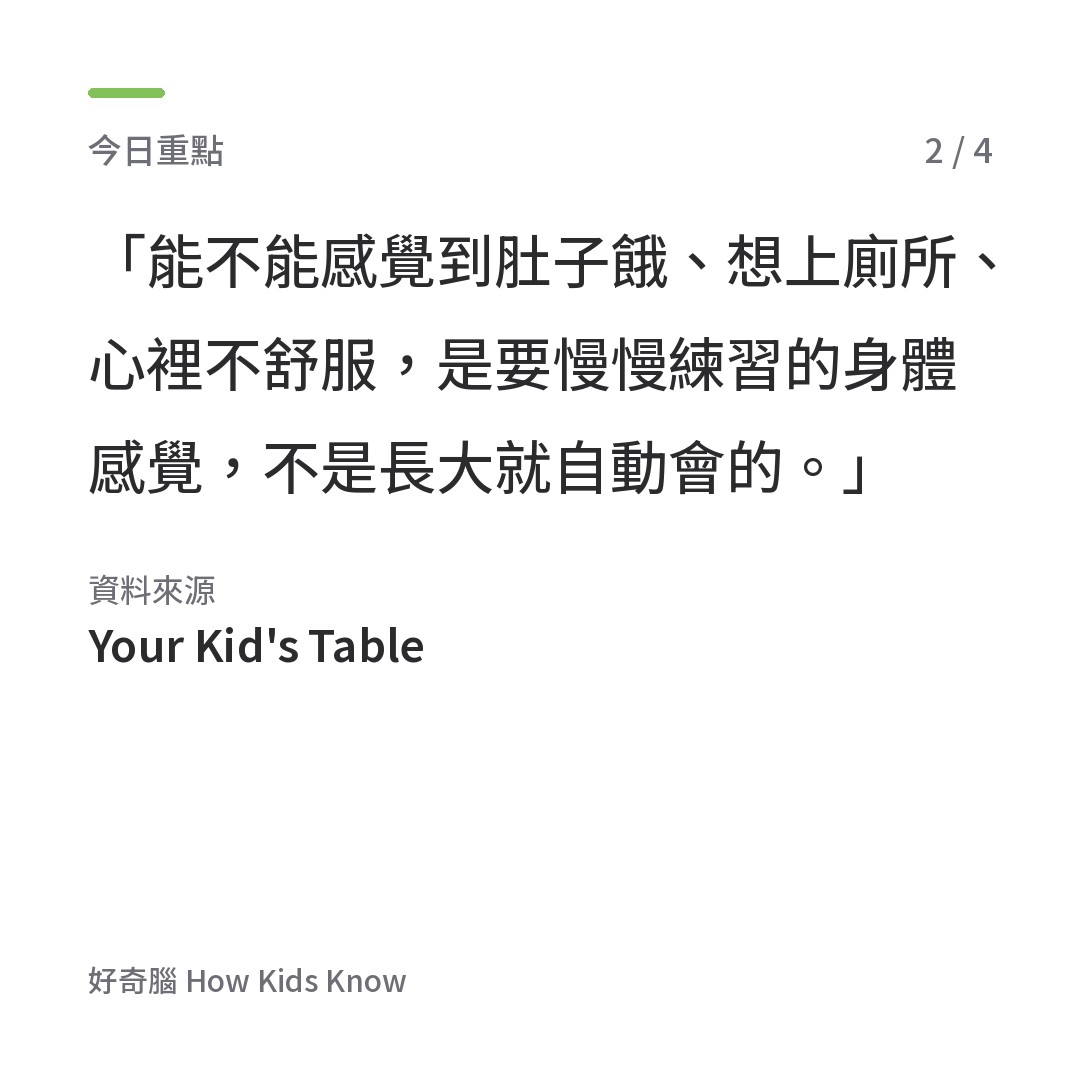 今日重點
2 / 4
「能不能感覺到肚子餓、想上廁所、
心裡不舒服，是要慢慢練習的身體
感覺，不是長大就自動會的。」
資料來源
Your Kid's Table
好奇腦 How Kids Know